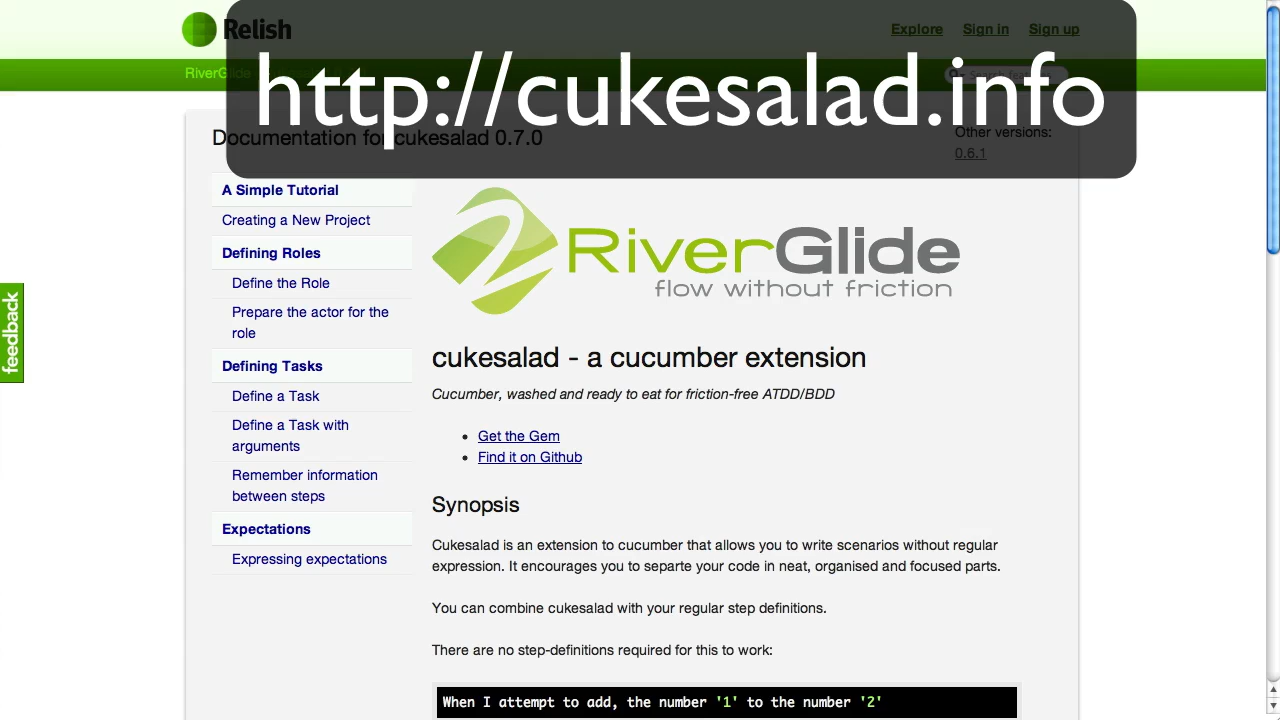 Relish
Explore Sign in Sign up
http://cukesalad.info
RiverGlide
Documentation for cukesalad 0.7.0
Other versions:
0.6.1
A Simple Tutorial
Creating a New Project
Defining Roles
Define the Role
Prepare the actor for the
role
Defining Tasks
Define a Task
Define a Task with
arguments
Remember information
between steps
Expectations
Expressing expectations
feedback
RiverGlide
flow without friction
cukesalad - a cucumber extension
Cucumber, washed and ready to eat for friction-free ATDD/BDD
• Get the Gem
• Find it on Github
Synopsis
Cukesalad is an extension to cucumber that allows you to write scenarios without regular
expression. It encourages you to separte your code in neat, organised and focused parts.
You can combine cukesalad with your regular step definitions.
There are no step-definitions required for this to work:
When I attempt to add, the number '1' to the number '2'